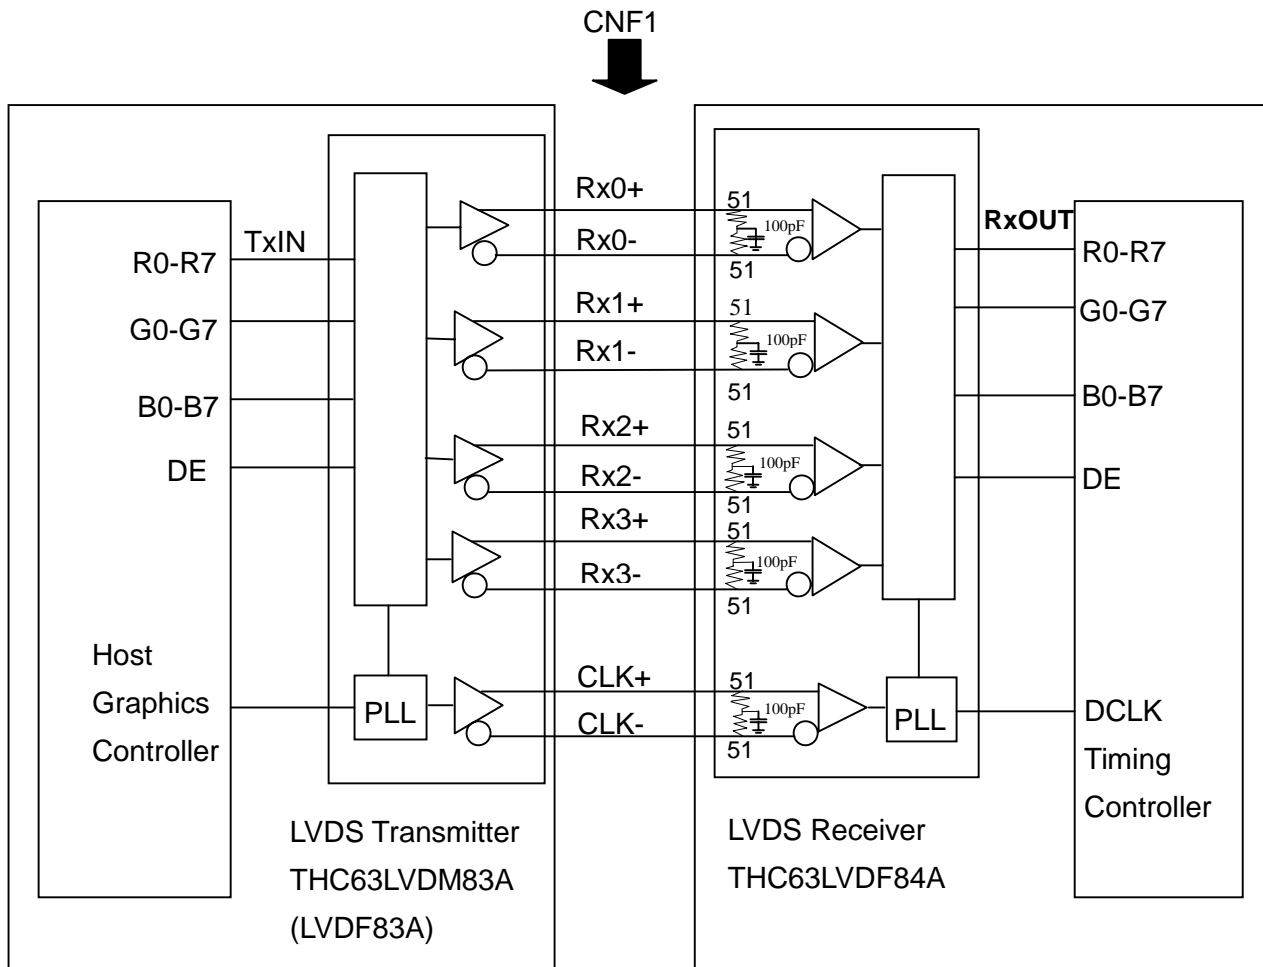 CNF1
Host
Graphics
Controller
R0-R7
G0-G7
B0-B7
DE
TxIN
PLL
LVDS Transmitter
THC63LVDM83A
(LVDF83A)
Rx0+
Rx0-
Rx1+
Rx1-
Rx2+
Rx2-
Rx3+
Rx3-
CLK+
CLK-
51
100pF
51
51
100pF
51
51
100pF
51
51
100pF
51
51
100pF
51
PLL
LVDS Receiver
THC63LVDF84A
RxOUT
R0-R7
G0-G7
B0-B7
DE
DCLK
Timing
Controller